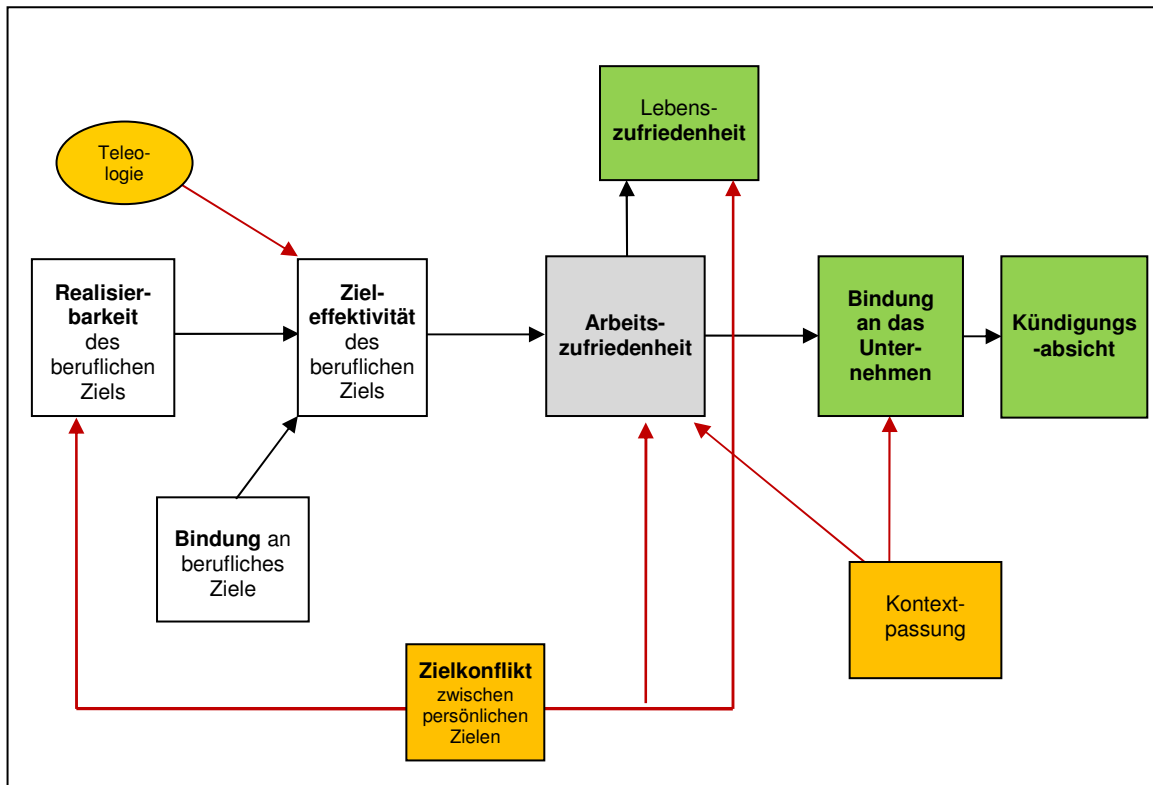 Lebens-
zufriedenheit
Teleo-
logie
Realisier-
barkeit
des
beruflichen
Ziels
Ziel-
effektivität
des
beruflichen
Ziels
Arbeits-
zufriedenheit
Bindung
an das
Unter-
nehmen
Kündigungs
-absicht
Bindung an
berufliches
Ziele
Kontext-
passung
Zielkonflikt
zwischen
persönlichen
Zielen